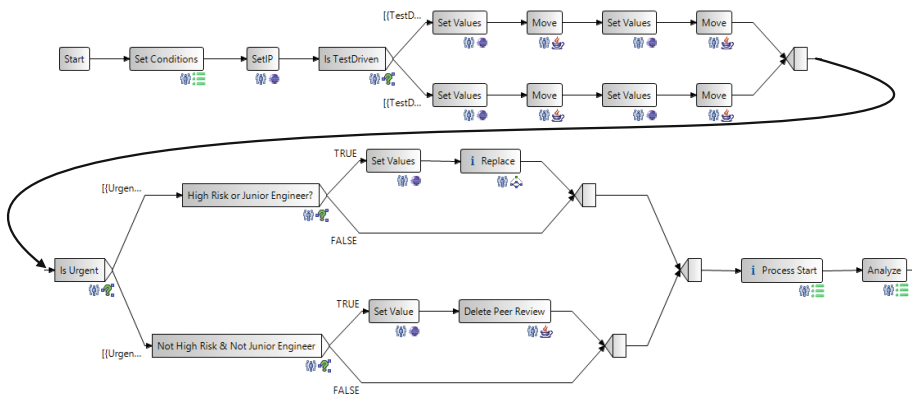 [{TestD...
Set Values
Move
Set Values
Move
Start
Set Conditions
SetIP
Is TestDriven
Set Values
Move
Set Values
Move
[{TestD...
TRUE
Set Values
i Replace
[{Urgen...
High Risk or Junior Engineer?
FALSE
Is Urgent
i Process Start
Analyze
TRUE
Set Value
Delete Peer Review
[{Urgen...
Not High Risk & Not Junior Engineer
FALSE